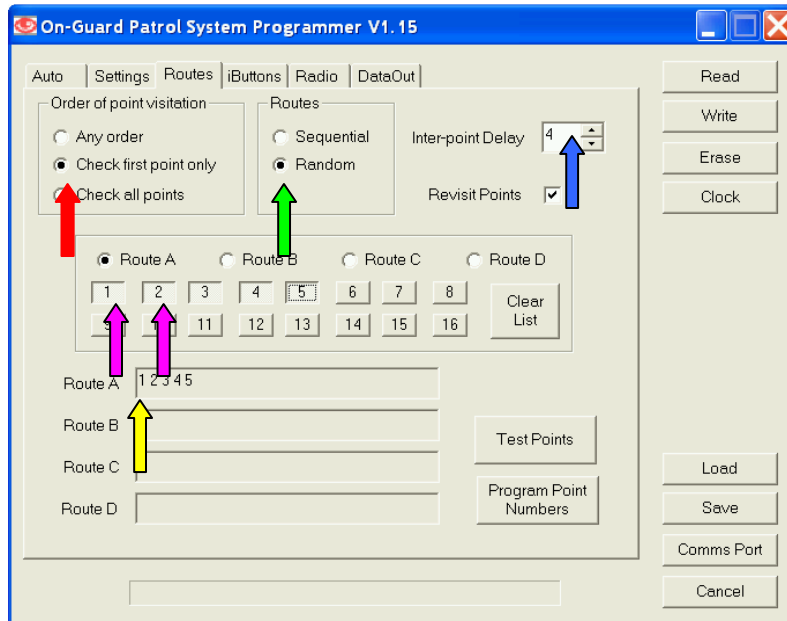 On-Guard Patrol System Programmer V1.15
Auto Settings Routes iButtons Radio DataOut
Read
Write
Erase
Clock
Order of point visitation
Any order
Check first point only
Check all points
Routes
Sequential
Random
Inter-point Delay 4
Revisit Points
Route A Route B Route C Route D
1 2 3 4 5 6 7 8
9 11 12 13 14 15 16
Clear
List
Route A 1 2 3 4 5
Route B
Route C
Route D
Test Points
Program Point
Numbers
Load
Save
Comms Port
Cancel